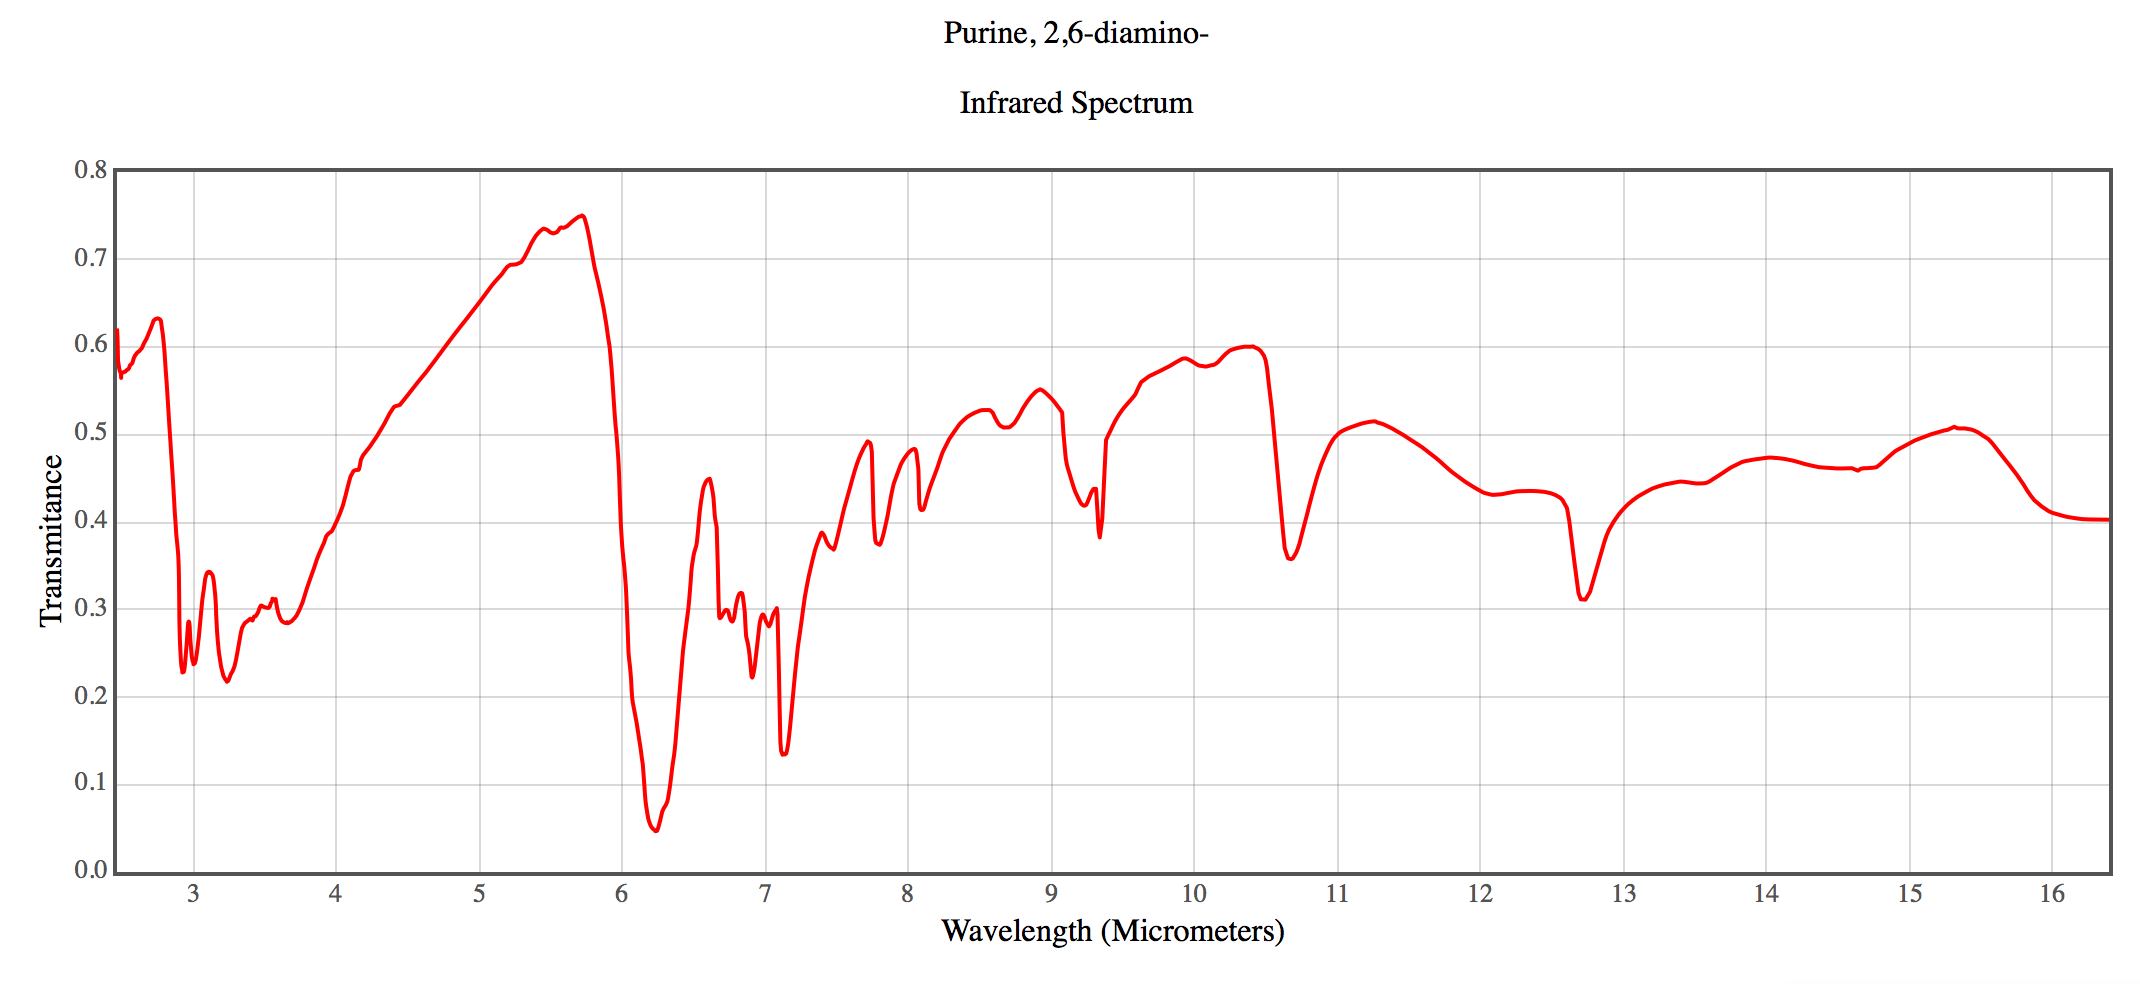 Purine, 2,6-diamino-
Infrared Spectrum
0.8
0.7
0.6
0.5
0.4
0.3
0.2
0.1
0.0
Transmitance
3 4 5 6 7 8 9 10 11 12 13 14 15 16
Wavelength (Micrometers)